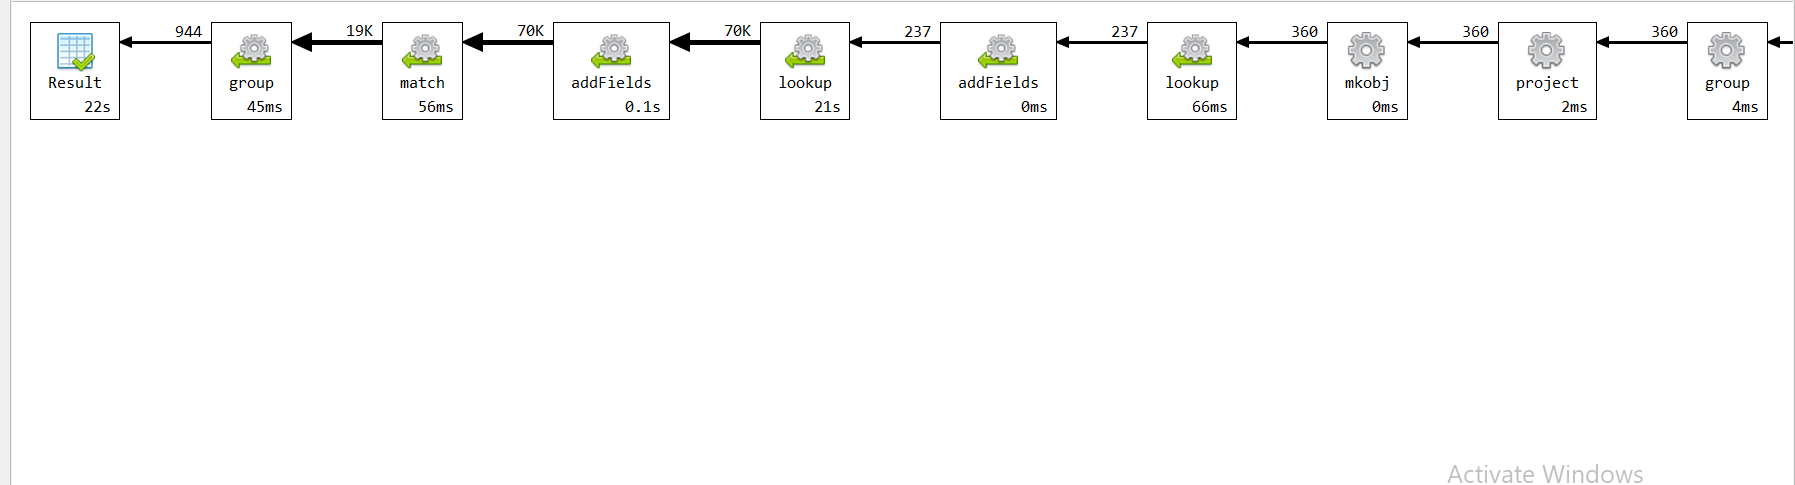 944 19K 70K 70K 237 237 360 360 360
Result group match addFields lookup addFields lookup mkobj project group
22s 45ms 56ms 0.1s 21s 0ms 66ms 0ms 2ms 4ms
Activate Windows